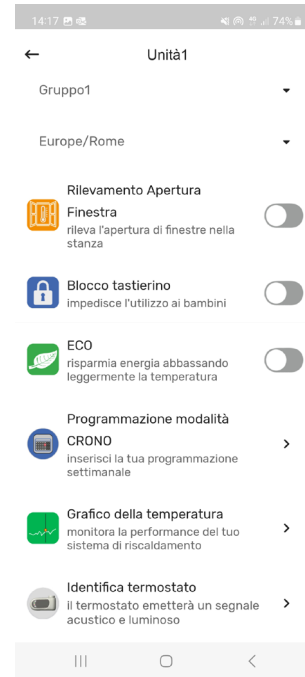 14:17
74%
Unità1
Gruppo1
Europe/Rome
Rilevamento Apertura
Finestra
rileva l'apertura di finestre nella
stanza
Blocco tastierino
impedisce l'utilizzo ai bambini
ECO
risparmia energia abbassando
leggermente la temperatura
Programmazione modalità
CRONO
inserisci la tua programmazione
settimanale
Grafico della temperatura
monitora la performance del tuo
sistema di riscaldamento
Identifica termostato
il termostato emetterà un segnale
acustico e luminoso